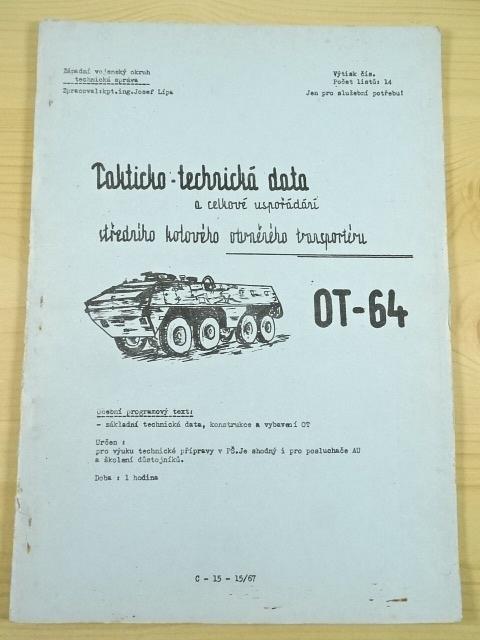 Západní vojenský okruh
technická správa
Zpracoval:kpt.ing.Josef Lípa
Výtisk čís.
Počet listů: 14
Jen pro služební potřebu!
Takticko-technická data
a celkové uspořádání
středního kolového obrněného transportéru
OT-64
Učební programový text:
- základní technická data, konstrukce a vybavení OT
Určen :
pro výuku technické přípravy v PŠ.Je shodný i pro posluchače AU
a školení důstojníků.
Doba : 1 hodina
C - 15 - 15/67